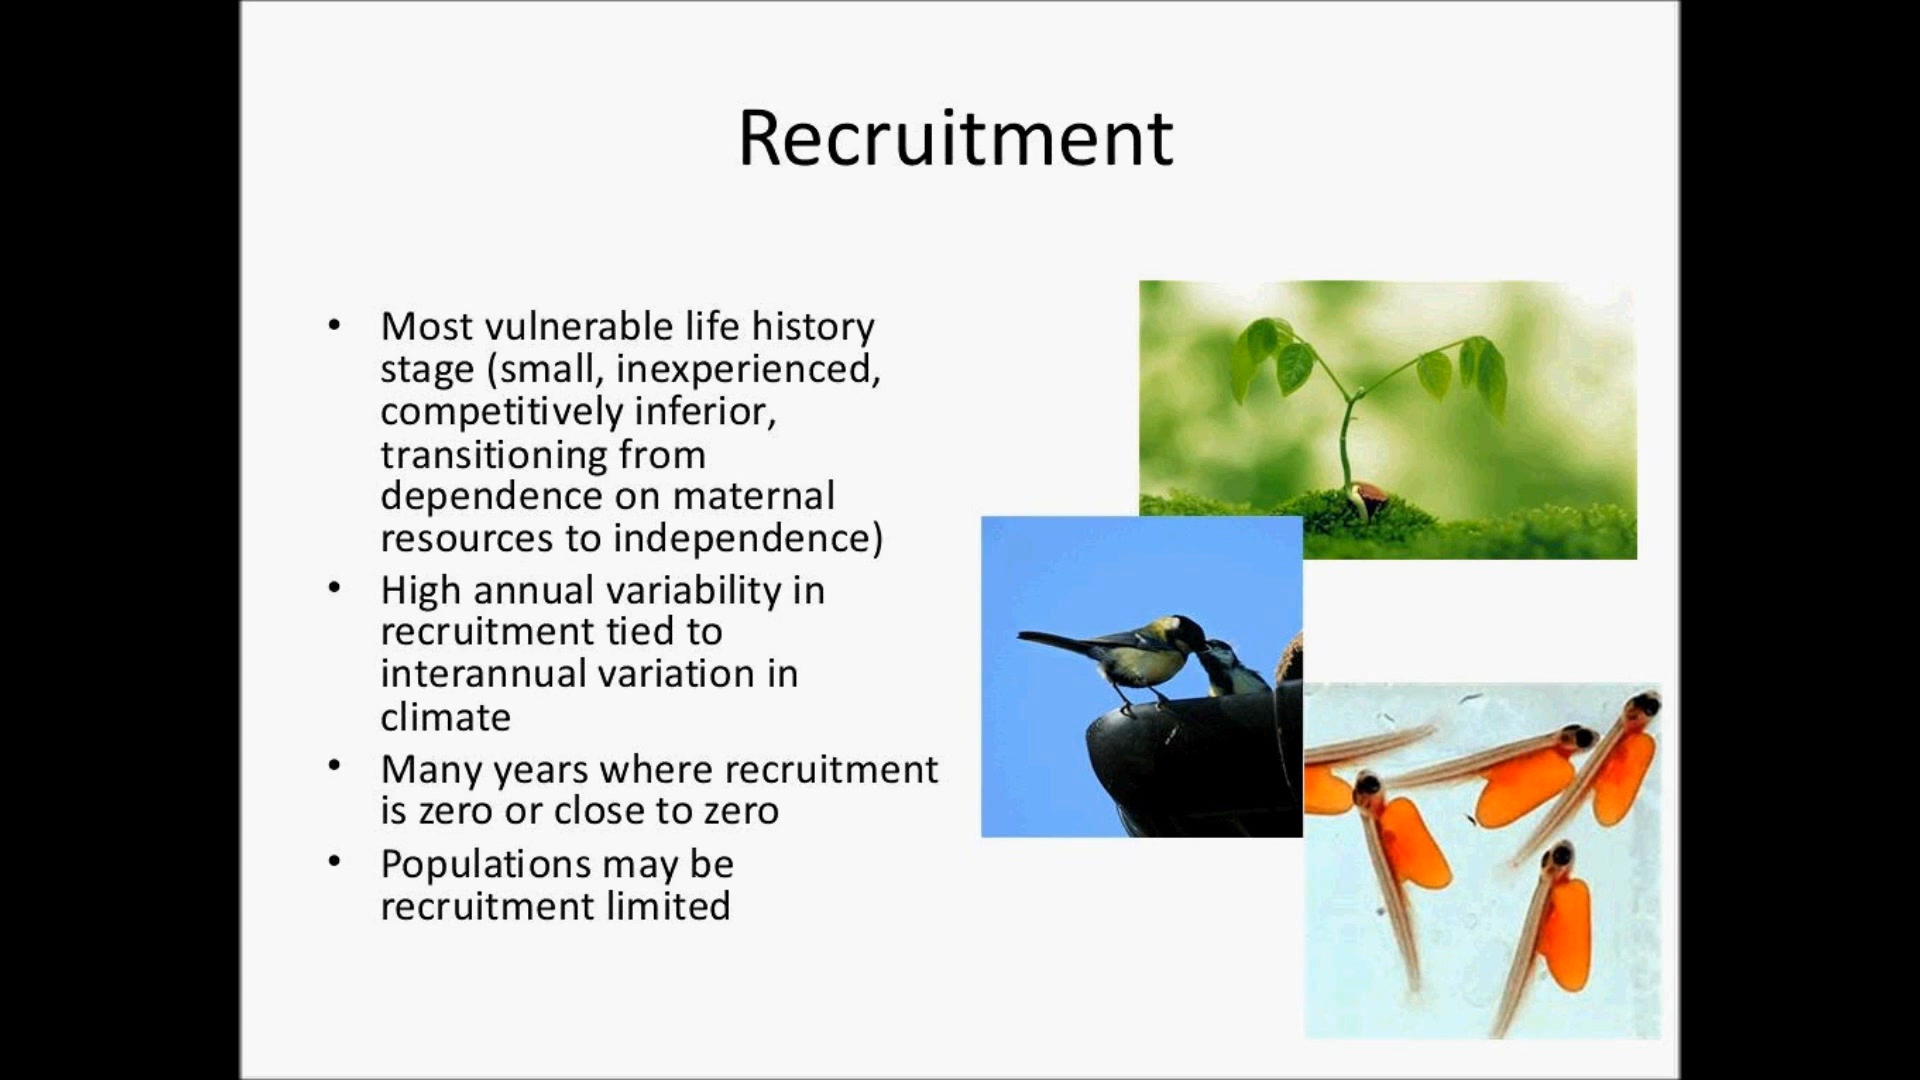 Recruitment
• Most vulnerable life history
stage (small, inexperienced,
competitively inferior,
transitioning from
dependence on maternal
resources to independence)
• High annual variability in
recruitment tied to
interannual variation in
climate
• Many years where recruitment
is zero or close to zero
• Populations may be
recruitment limited